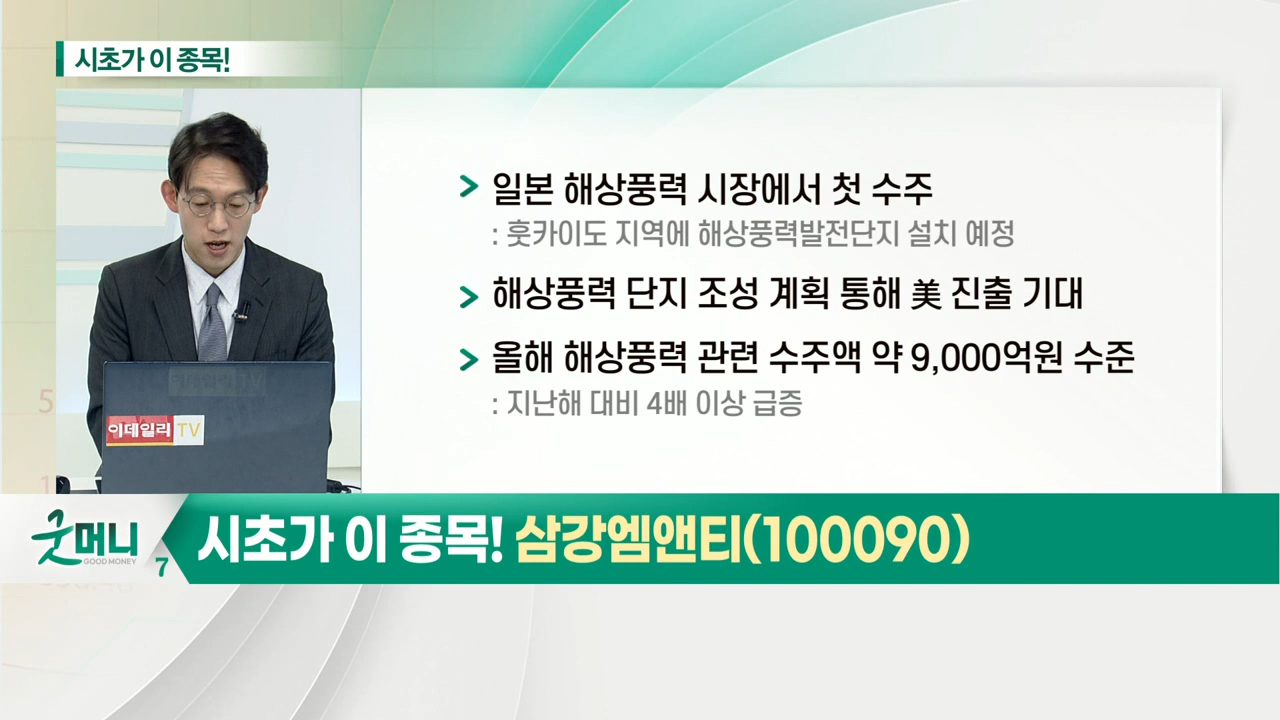 시초가 이 종목!
> 일본 해상풍력 시장에서 첫 수주
: 훗카이도 지역에 해상풍력발전단지 설치 예정
> 해상풍력 단지 조성 계획 통해 美 진출 기대
> 올해 해상풍력 관련 수주액 약 9,000억원 수준
: 지난해 대비 4배 이상 급증
이데일리 TV
굿머니
GOOD MONEY
7
시초가 이 종목! 삼강엠앤티(100090)